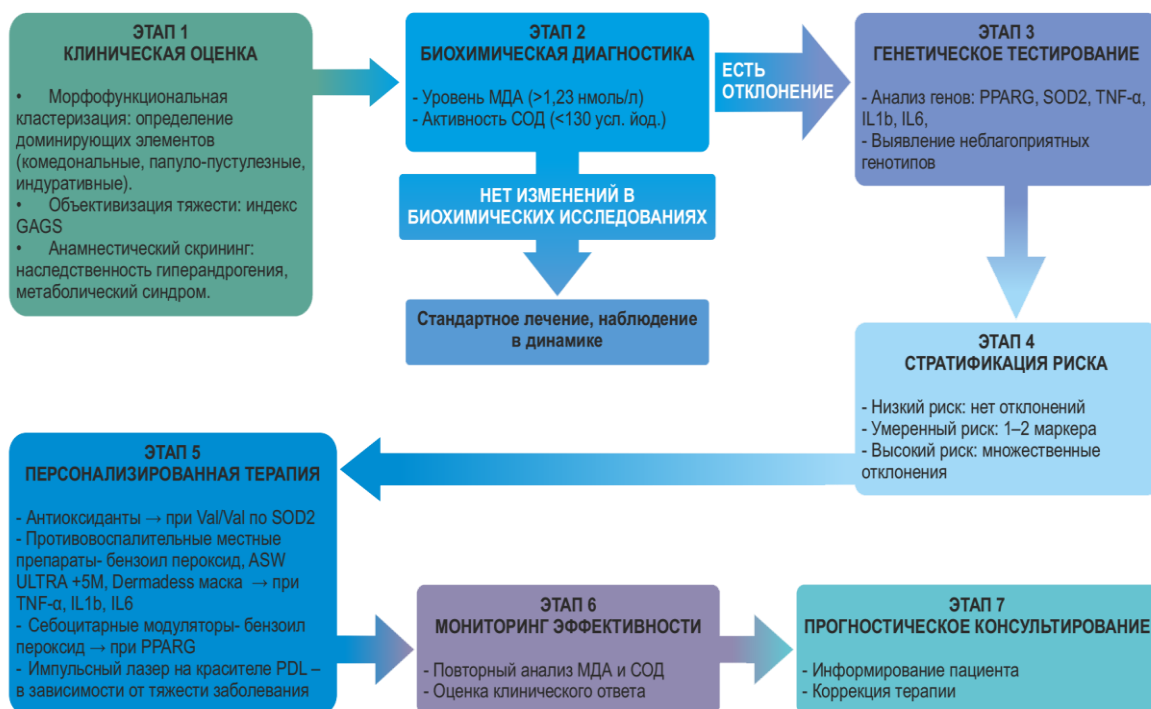 ЭТАП 1
КЛИНИЧЕСКАЯ ОЦЕНКА
• Морфофункциональная
кластеризация: определение
доминирующих элементов
(комедональные, папуло-пустулезные,
индуративные).
• Объективизация тяжести: индекс
GAGS
• Анамнестический скрининг:
наследственность гиперандрогения,
метаболический синдром.
ЭТАП 2
БИОХИМИЧЕСКАЯ ДИАГНОСТИКА
- Уровень МДА (>1,23 нмоль/л)
- Активность СОД (<130 усл. йод.)
НЕТ ИЗМЕНЕНИЙ В
БИОХИМИЧЕСКИХ ИССЛЕДОВАНИЯХ
Стандартное лечение, наблюдение
в динамике
ЕСТЬ
ОТКЛОНЕНИЕ
ЭТАП 3
ГЕНЕТИЧЕСКОЕ ТЕСТИРОВАНИЕ
- Анализ генов: PPARG, SOD2, TNF-α,
IL1b, IL6,
- Выявление неблагоприятных
генотипов
ЭТАП 4
СТРАТИФИКАЦИЯ РИСКА
- Низкий риск: нет отклонений
- Умеренный риск: 1–2 маркера
- Высокий риск: множественные
отклонения
ЭТАП 5
ПЕРСОНАЛИЗИРОВАННАЯ ТЕРАПИЯ
- Антиоксиданты → при Val/Val по SOD2
- Противовоспалительные местные
препараты- бензоил пероксид, ASW
ULTRA +5M, Dermadess маска → при
TNF-α, IL1b, IL6
- Себоцитарные модуляторы- бензоил
пероксид → при PPARG
- Импульсный лазер на красителе PDL –
в зависимости от тяжести заболевания
ЭТАП 6
МОНИТОРИНГ ЭФФЕКТИВНОСТИ
- Повторный анализ МДА и СОД
- Оценка клинического ответа
ЭТАП 7
ПРОГНОСТИЧЕСКОЕ КОНСУЛЬТИРОВАНИЕ
- Информирование пациента
- Коррекция терапии